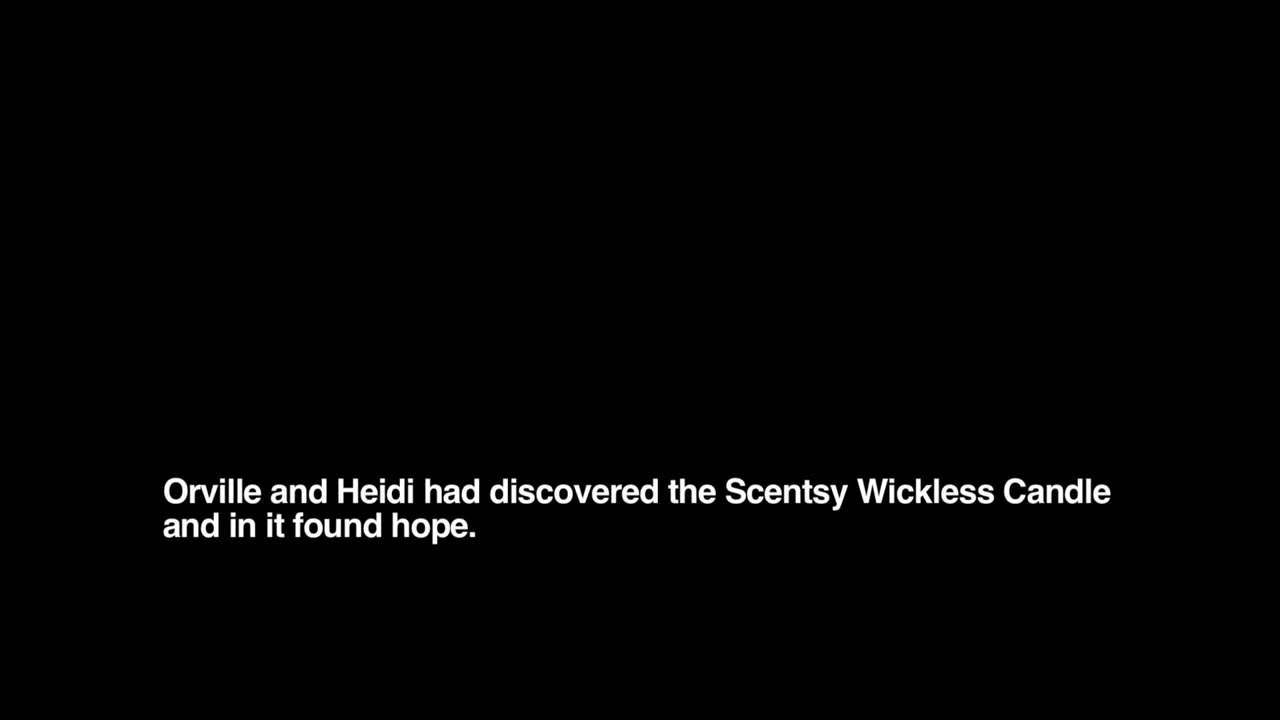 Orville and Heidi had discovered the Scentsy Wickless Candle
and in it found hope.